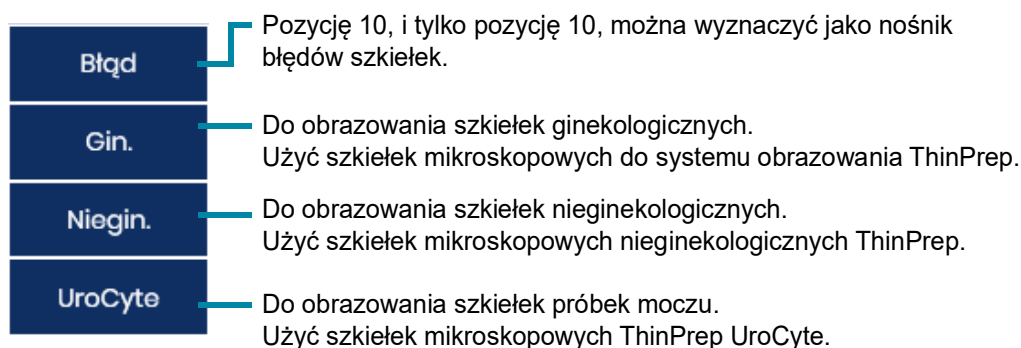 Błąd
Pozycję 10, i tylko pozycję 10, można wyznaczyć jako nośnik
błędów szkiełek.
Gin.
Do obrazowania szkiełek ginekologicznych.
Użyć szkiełek mikroskopowych do systemu obrazowania ThinPrep.
Niegin.
Do obrazowania szkiełek nieginekologicznych.
Użyć szkiełek mikroskopowych nieginekologicznych ThinPrep.
UroCyte
Do obrazowania szkiełek próbek moczu.
Użyć szkiełek mikroskopowych ThinPrep UroCyte.